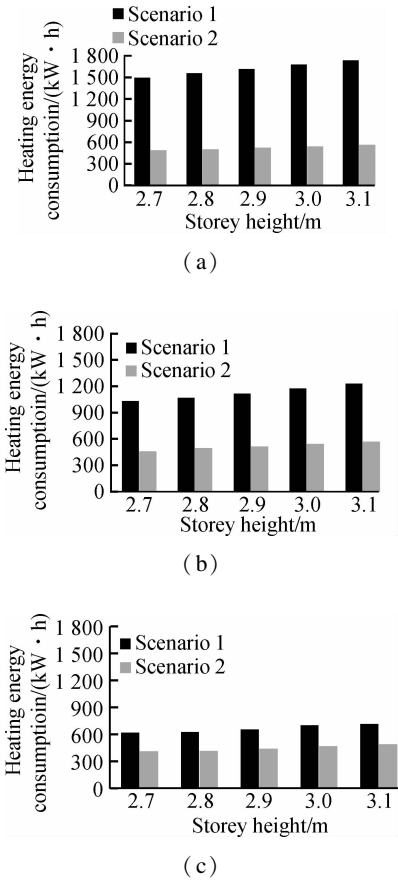 Scenario 1
Scenario 2
Heating energy
consumptioin/(kW·h)
1 800
1 500
1 200
900
600
300
0
2.7 2.8 2.9 3.0 3.1
Storey height/m
(a)
Scenario 1
Scenario 2
Heating energy
consumptioin/(kW·h)
1 800
1 500
1 200
900
600
300
0
2.7 2.8 2.9 3.0 3.1
Storey height/m
(b)
Scenario 1
Scenario 2
Heating energy
consumptioin/(kW·h)
1 800
1 500
1 200
900
600
300
0
2.7 2.8 2.9 3.0 3.1
Storey height/m
(c)